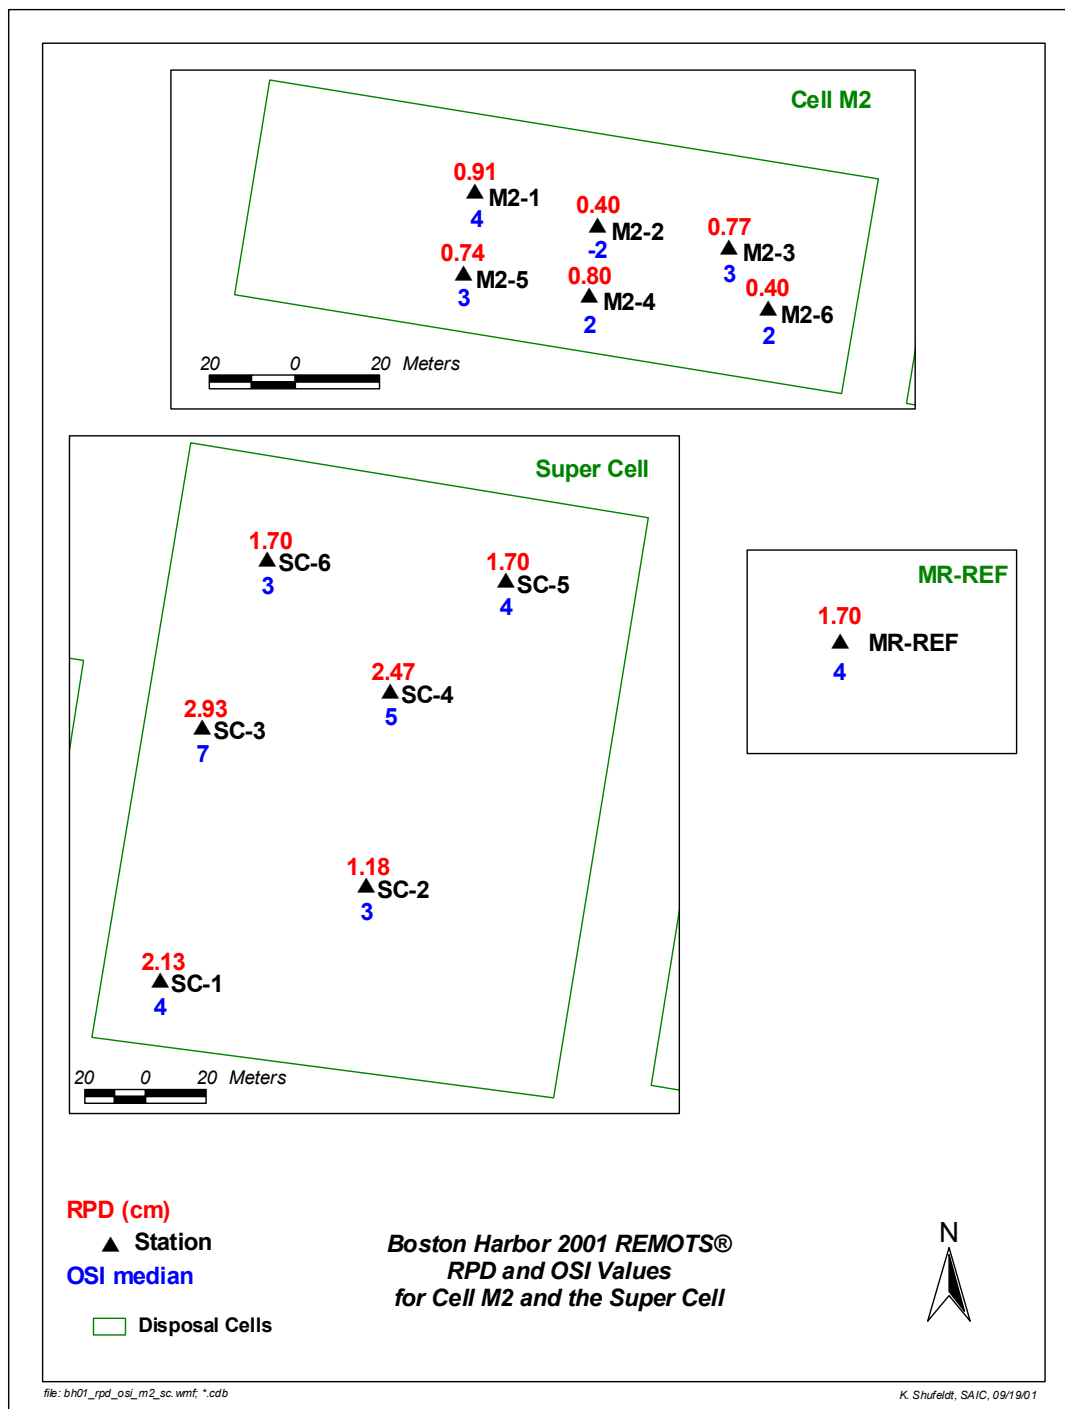 Cell M2
0.91
M2-1
4
0.40
M2-2
-2
0.77
M2-3
3
0.74
M2-5
3
0.80
M2-4
2
0.40
M2-6
2
20 0 20 Meters
Super Cell
1.70
SC-6
3
1.70
SC-5
4
2.47
SC-4
5
2.93
SC-3
7
1.18
SC-2
3
2.13
SC-1
4
20 0 20 Meters
MR-REF
1.70
MR-REF
4
RPD (cm)
Station
OSI median
Disposal Cells
Boston Harbor 2001 REMOTS®
RPD and OSI Values
for Cell M2 and the Super Cell
N
file: bh01_rpd_osi_m2_sc.wmf; *.cdb
K. Shufeldt, SAIC, 09/19/01